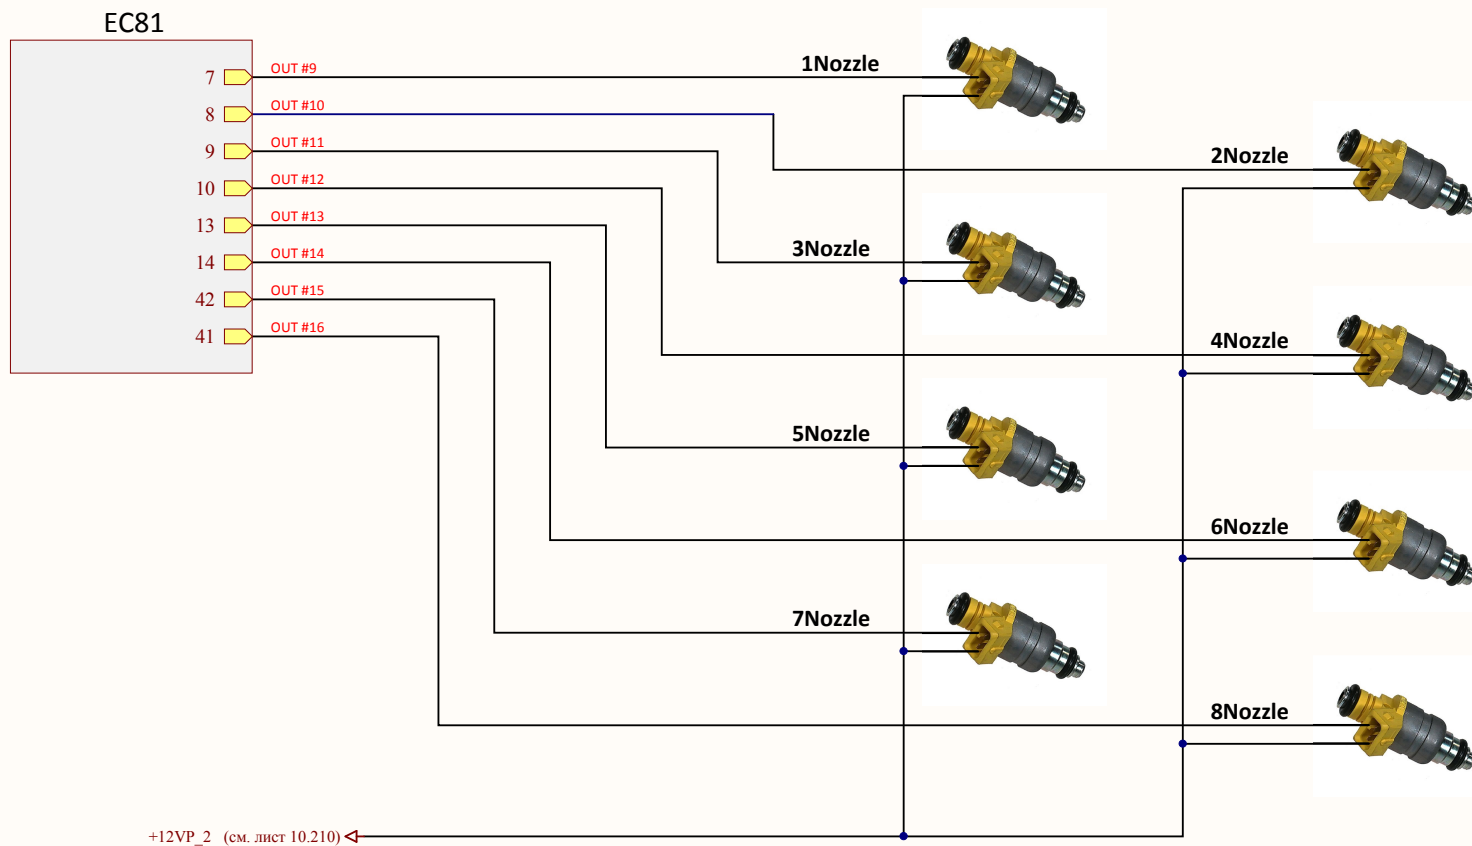 EC81
7 OUT #9
1Nozzle
8 OUT #10
9 OUT #11
2Nozzle
10 OUT #12
13 OUT #13
3Nozzle
14 OUT #14
42 OUT #15
41 OUT #16
4Nozzle
5Nozzle
6Nozzle
7Nozzle
8Nozzle
+12VP_2 (см. лист 10.210)